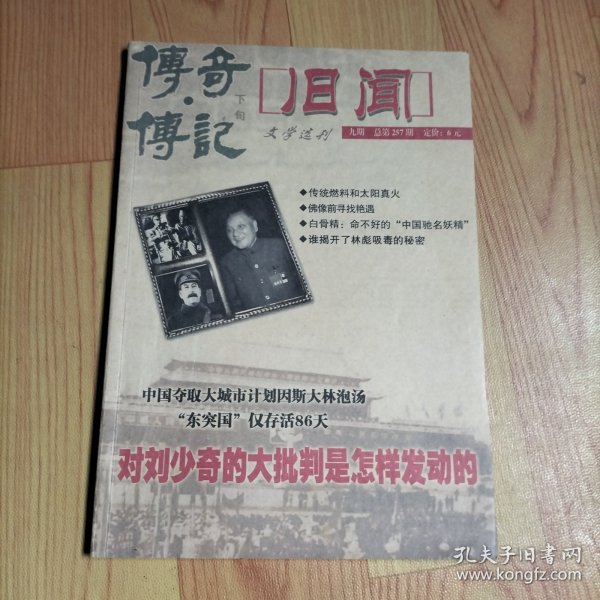 傳奇·
傳記
下旬
旧闻
文学选刊
九期 总第257期 定价：6元
◆传统燃料和太阳真火
◆佛像前寻找艳遇
◆白骨精：命不好的“中国驰名妖精”
◆谁揭开了林彪吸毒的秘密
中国夺取大城市计划因斯大林泡汤
“东突国”仅存活86天
对刘少奇的大批判是怎样发动的
孔夫子旧书网
www.kongfz.com